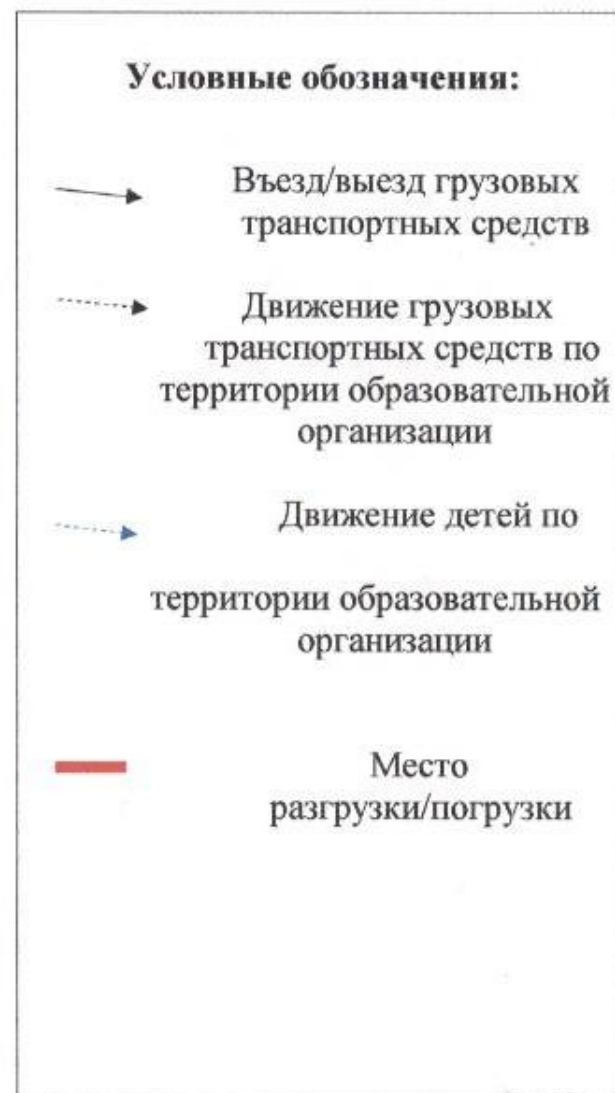 Условные обозначения:
Въезд/выезд грузовых
транспортных средств
Движение грузовых
транспортных средств по
территории образовательной
организации
Движение детей по
территории образовательной
организации
Место
разгрузки/погрузки